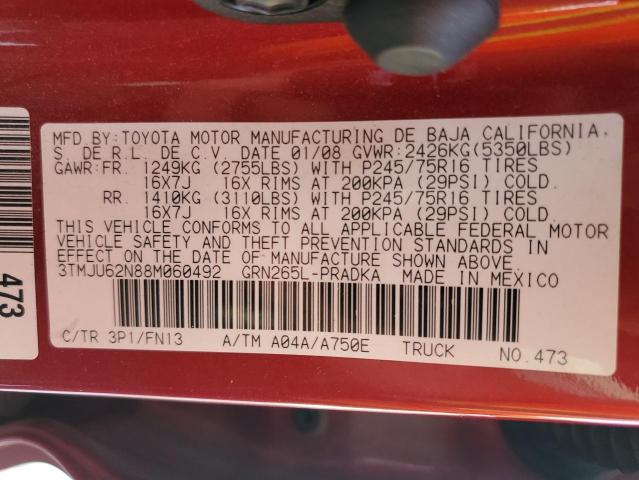 MFD BY:TOYOTA MOTOR MANUFACTURING DE BAJA CALIFORNIA,
S. DE R.L. DE C.V. DATE 01/08 GVWR:2426KG(5350LBS)
GAWR:FR. 1249KG (2755LBS) WITH P245/75R16 TIRES
16X7J 16X RIMS AT 200KPA (29PSI) COLD.
RR. 1410KG (3110LBS) WITH P245/75R16 TIRES
16X7J 16X RIMS AT 200KPA (29PSI) COLD.
THIS VEHICLE CONFORMS TO ALL APPLICABLE FEDERAL MOTOR
VEHICLE SAFETY AND THEFT PREVENTION STANDARDS IN
EFFECT ON THE DATE OF MANUFACTURE SHOWN ABOVE
3TMJU62N88M060492 GRN265L-PRADKA MADE IN MEXICO
C/TR 3P1/FN13 A/TM A04A/A750E TRUCK NO.473
473